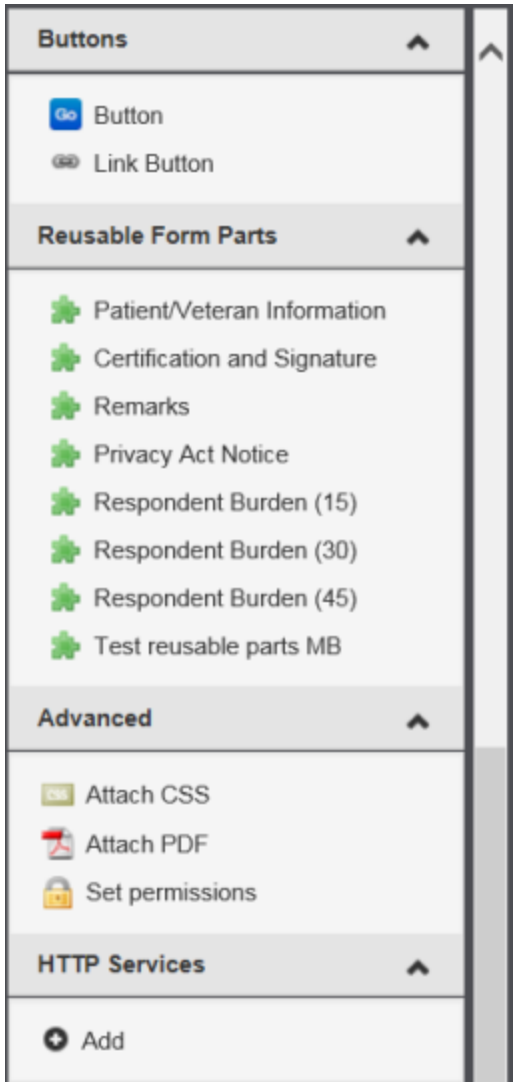 Buttons
Go Button
Link Button
Reusable Form Parts
Patient/Veteran Information
Certification and Signature
Remarks
Privacy Act Notice
Respondent Burden (15)
Respondent Burden (30)
Respondent Burden (45)
Test reusable parts MB
Advanced
CSS Attach CSS
Attach PDF
Set permissions
HTTP Services
Add